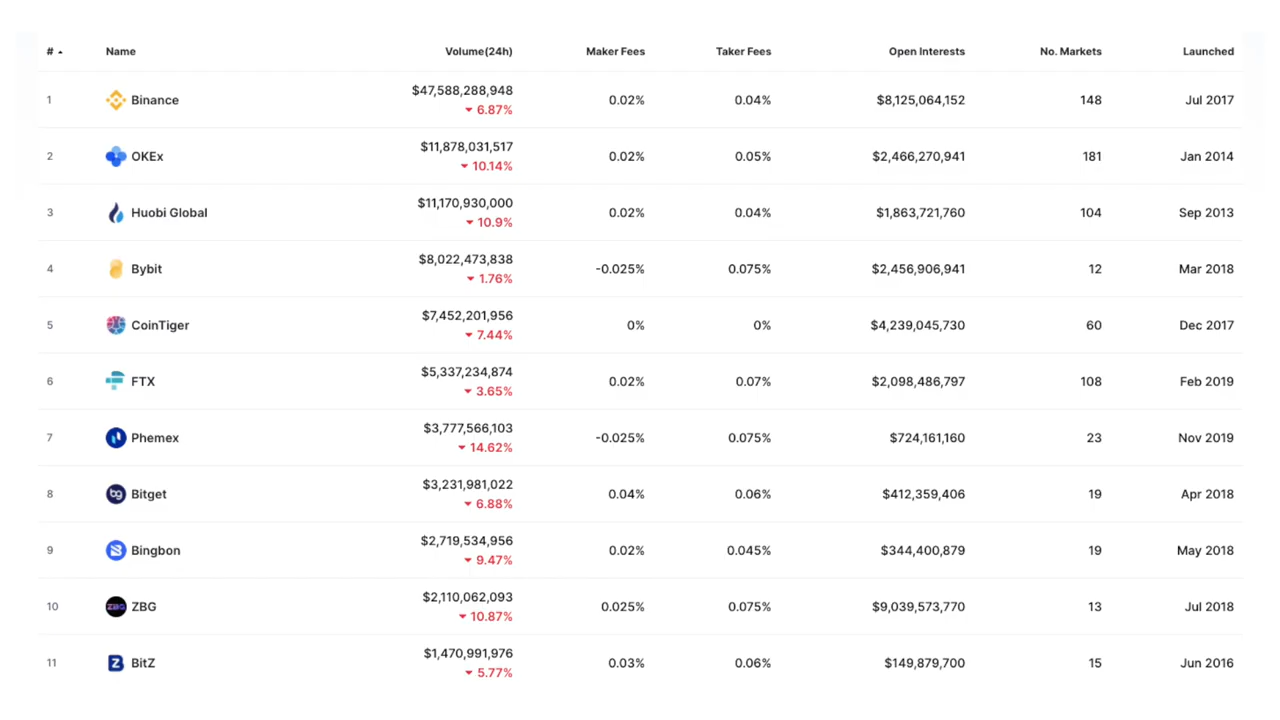 # Name Volume(24h) Maker Fees Taker Fees Open Interests No. Markets Launched
1 Binance $47,588,288,948 0.02% 0.04% $8,125,064,152 148 Jul 2017
6.87%
2 OKEx $11,878,031,517 0.02% 0.05% $2,466,270,941 181 Jan 2014
10.14%
3 Huobi Global $11,170,930,000 0.02% 0.04% $1,863,721,760 104 Sep 2013
10.9%
4 Bybit $8,022,473,838 -0.025% 0.075% $2,456,906,941 12 Mar 2018
1.76%
5 CoinTiger $7,452,201,956 0% 0% $4,239,045,730 60 Dec 2017
7.44%
6 FTX $5,337,234,874 0.02% 0.07% $2,098,486,797 108 Feb 2019
3.65%
7 Phemex $3,777,566,103 -0.025% 0.075% $724,161,160 23 Nov 2019
14.62%
8 bg Bitget $3,231,981,022 0.04% 0.06% $412,359,406 19 Apr 2018
6.88%
9 Bingbon $2,719,534,956 0.02% 0.045% $344,400,879 19 May 2018
9.47%
10 ZBG ZBG $2,110,062,093 0.025% 0.075% $9,039,573,770 13 Jul 2018
10.87%
11 Z BitZ $1,470,991,976 0.03% 0.06% $149,879,700 15 Jun 2016
5.77%